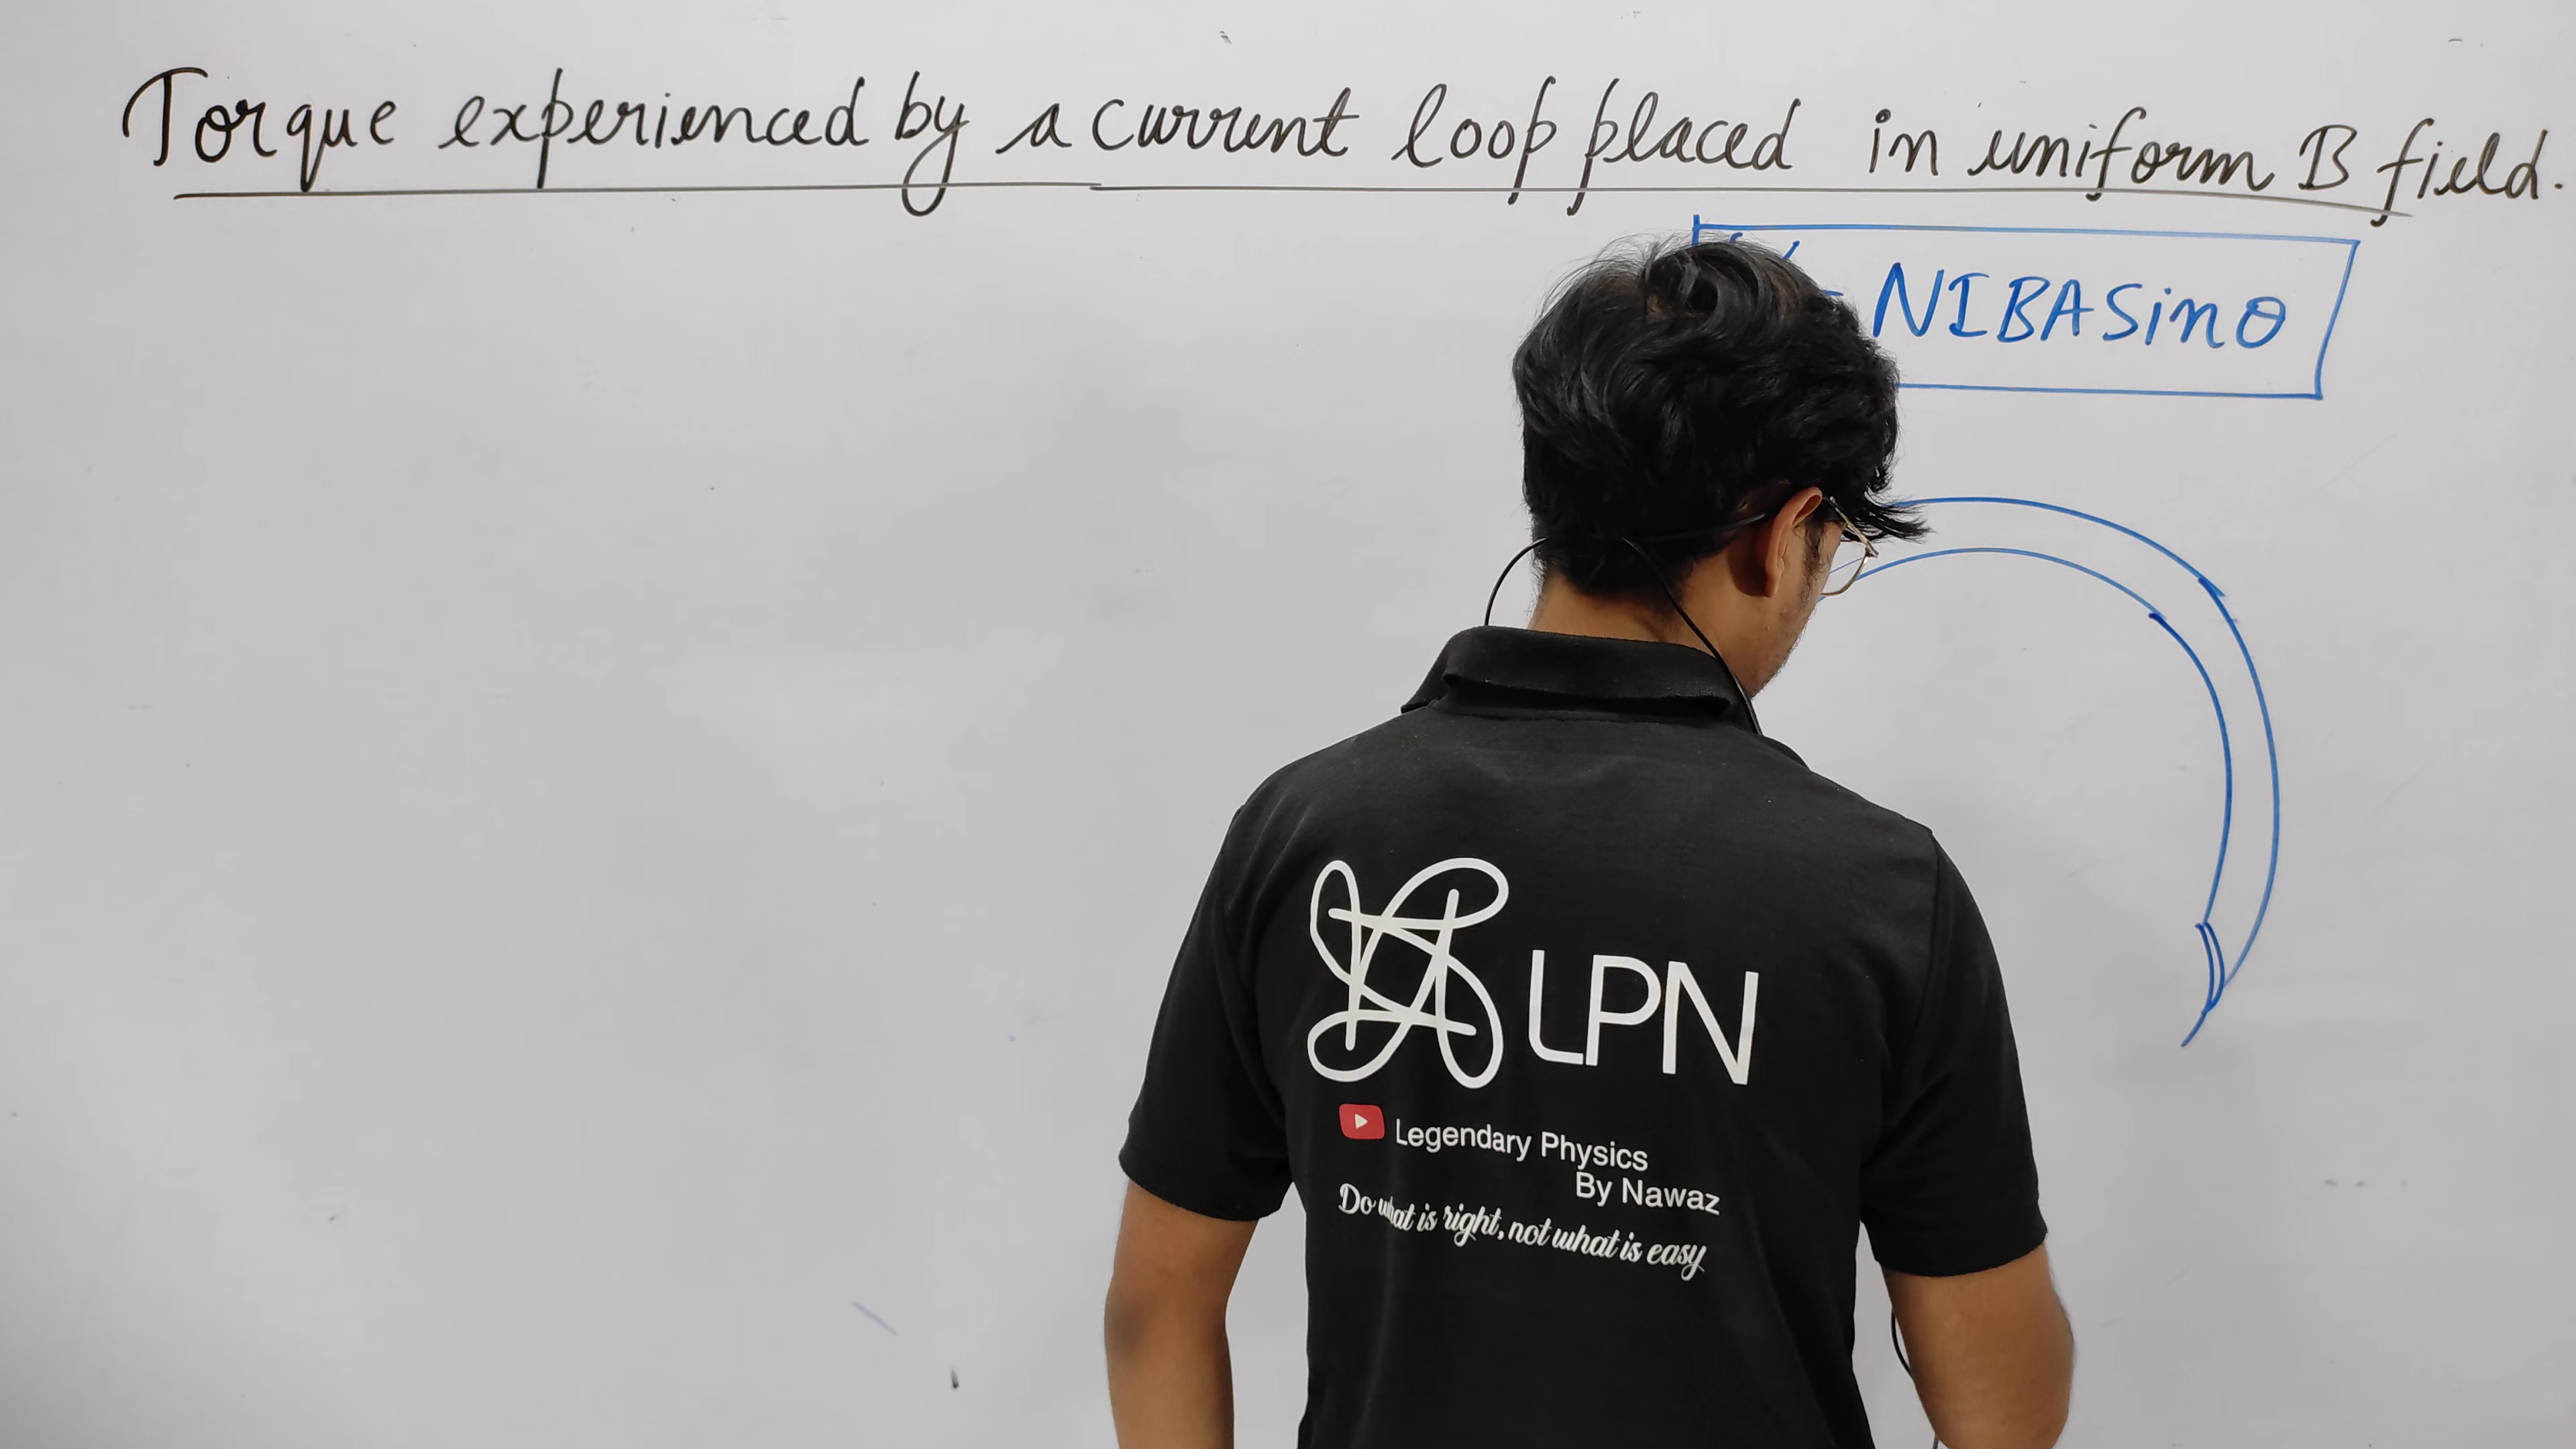 Torque experienced by a current loop placed in uniform B field.
= NIBASinθ
LPN
Legendary Physics
By Nawaz
Do what is right, not what is easy